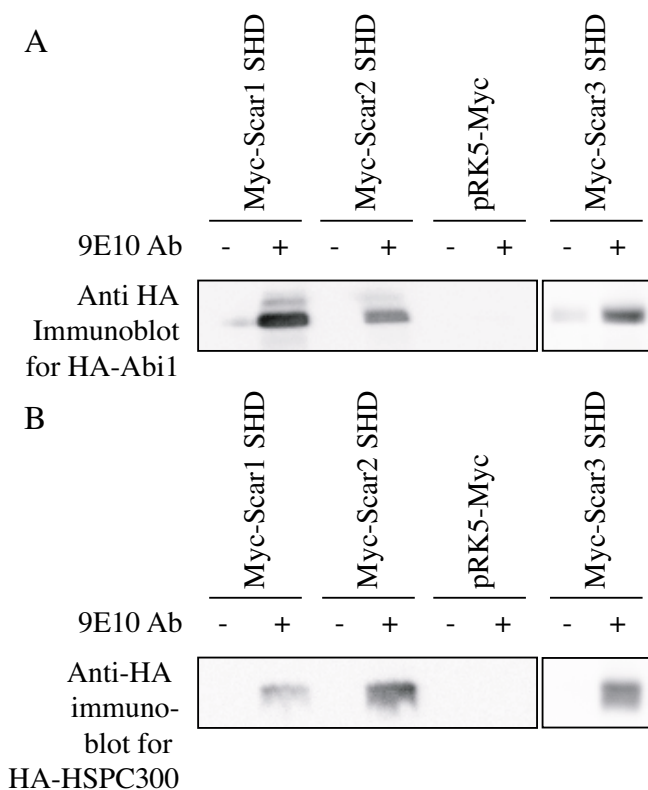 A
Myc-Scar1 SHD
Myc-Scar2 SHD
pRK5-Myc
Myc-Scar3 SHD
9E10 Ab - + - + - + - +
Anti HA
Immunoblot
for HA-Abi1
B
Myc-Scar1 SHD
Myc-Scar2 SHD
pRK5-Myc
Myc-Scar3 SHD
9E10 Ab - + - + - + - +
Anti-HA
immuno-
blot for
HA-HSPC300